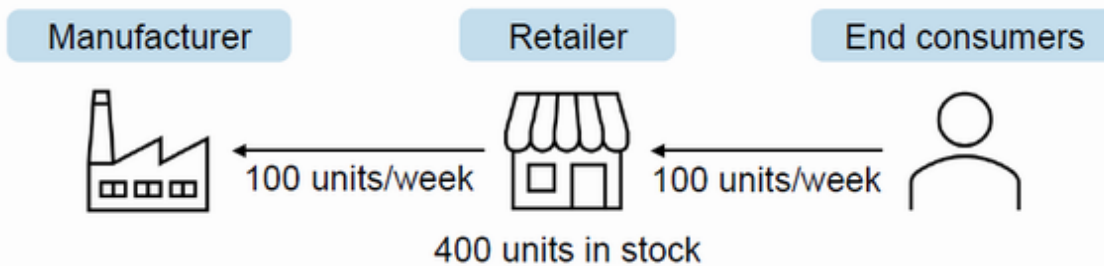 Manufacturer
Retailer
End consumers
100 units/week
100 units/week
400 units in stock